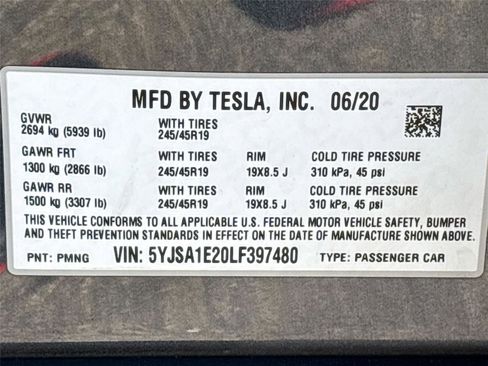 MFD BY TESLA, INC. 06/20
GVWR WITH TIRES
2694 kg (5939 lb) 245/45R19
GAWR FRT WITH TIRES RIM COLD TIRE PRESSURE
1300 kg (2866 lb) 245/45R19 19X8.5 J 310 kPa, 45 psi
GAWR RR WITH TIRES RIM COLD TIRE PRESSURE
1500 kg (3307 lb) 245/45R19 19X8.5 J 310 kPa, 45 psi
THIS VEHICLE CONFORMS TO ALL APPLICABLE U.S. FEDERAL MOTOR VEHICLE SAFETY, BUMPER
AND THEFT PREVENTION STANDARDS IN EFFECT ON THE DATE OF MANUFACTURE SHOWN ABOVE.
PNT: PMNG VIN: 5YJSA1E20LF397480 TYPE: PASSENGER CAR